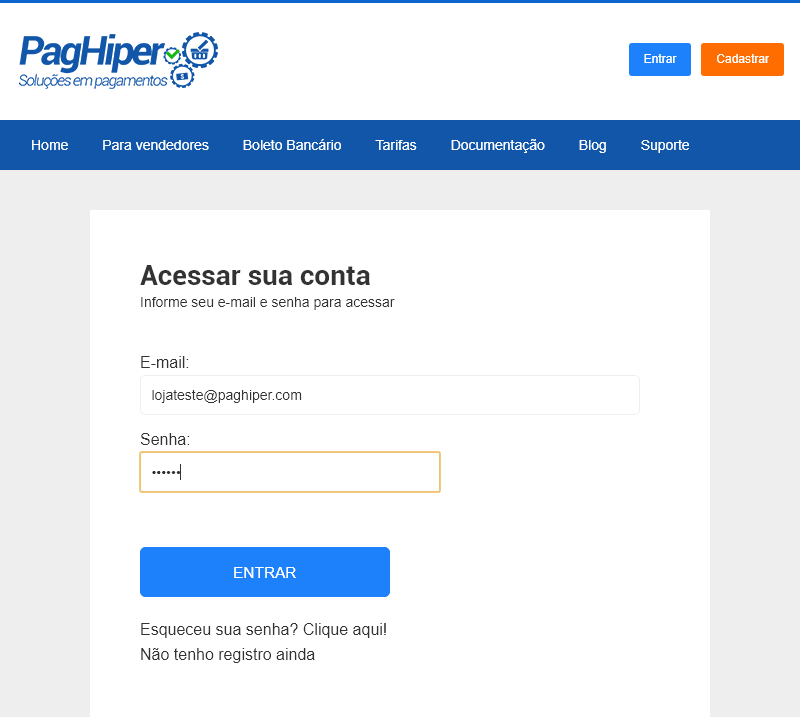 PagHiper
Soluções em pagamentos
Entrar
Cadastrar
Home
Para vendedores
Boleto Bancário
Tarifas
Documentação
Blog
Suporte
Acessar sua conta
Informe seu e-mail e senha para acessar
E-mail:
lojateste@paghiper.com
Senha:
••••••
ENTRAR
Esqueceu sua senha? Clique aqui!
Não tenho registro ainda